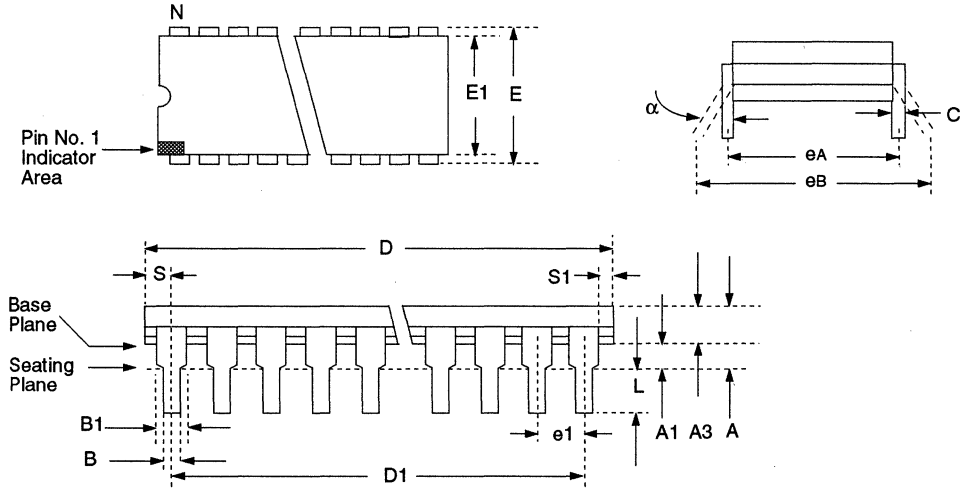 N
E1
E
Pin No. 1
Indicator
Area
α
C
eA
eB
D
S
S1
Base
Plane
Seating
Plane
L
B1
e1
A1
A3
A
B
D1